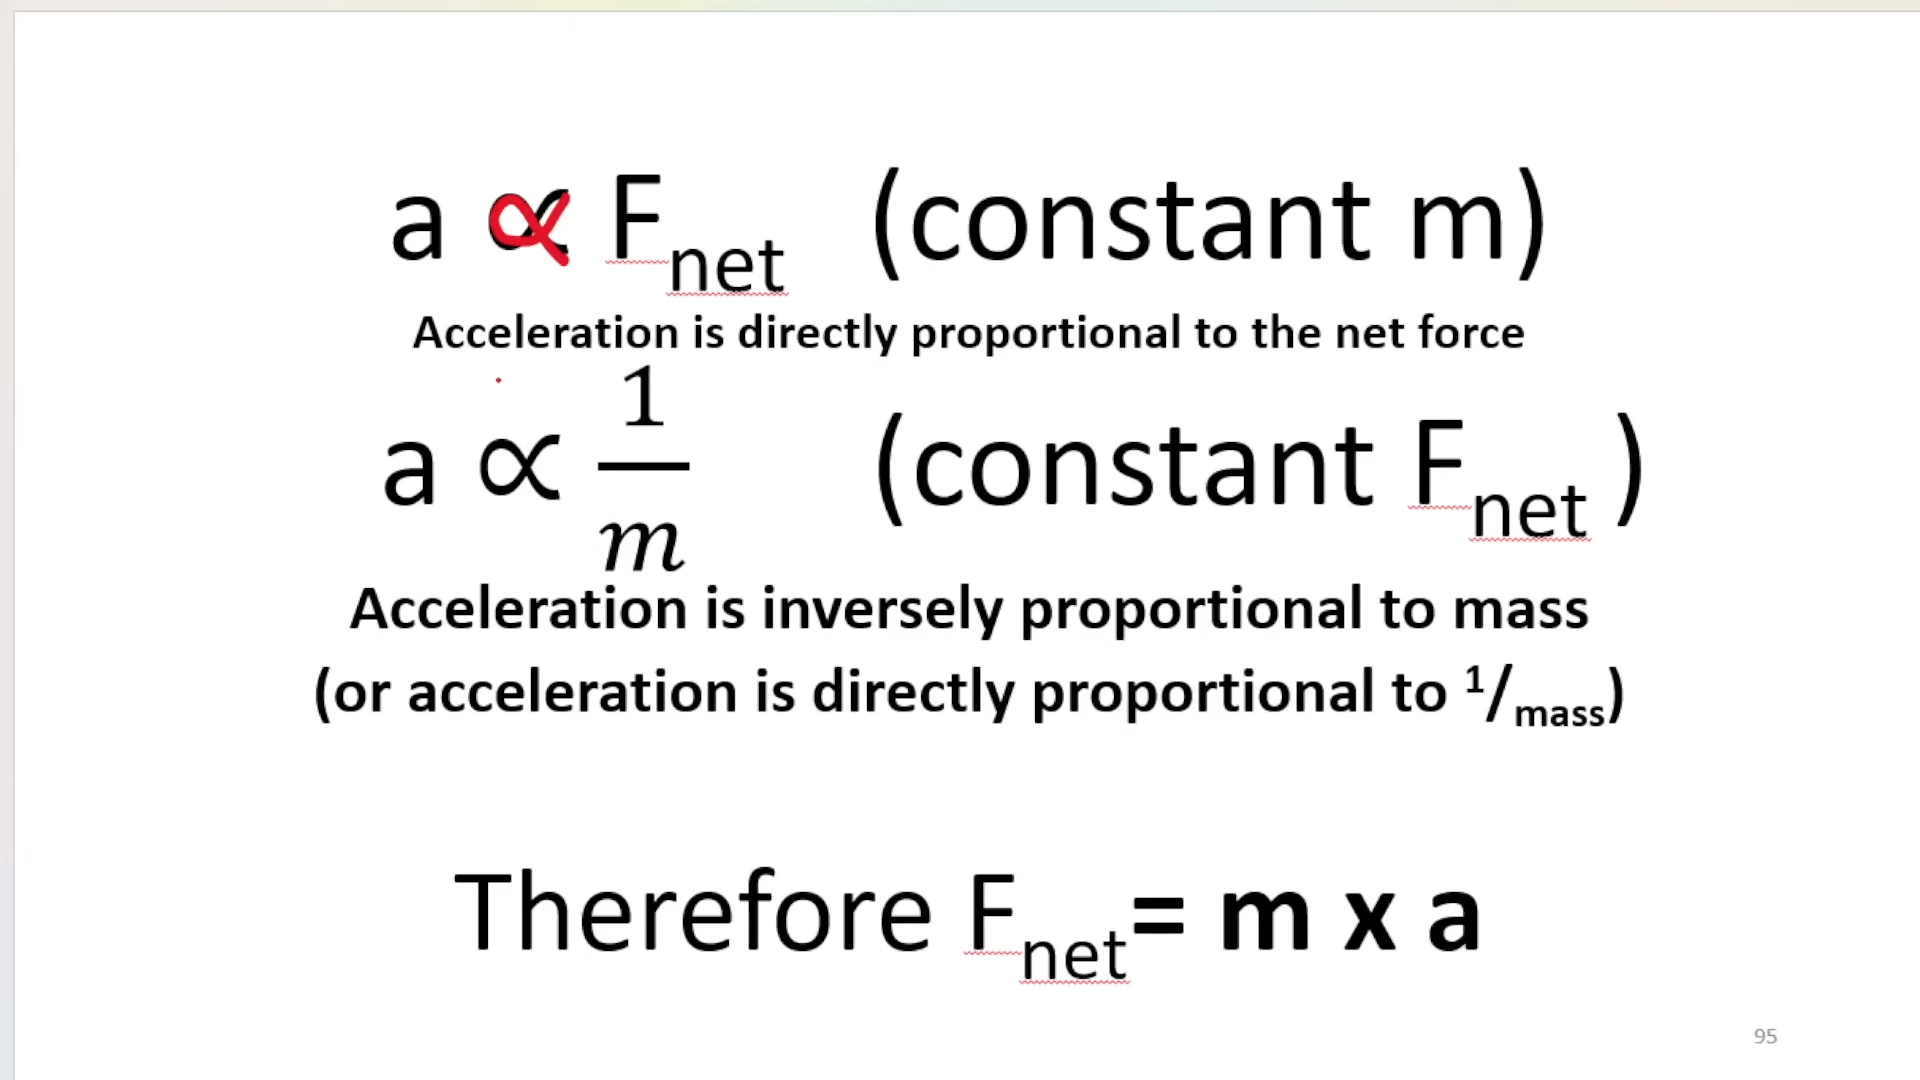 a ∝ Fnet (constant m)
Acceleration is directly proportional to the net force
a ∝ 1/m (constant Fnet )
Acceleration is inversely proportional to mass
(or acceleration is directly proportional to 1/mass)
Therefore Fnet= m x a
95